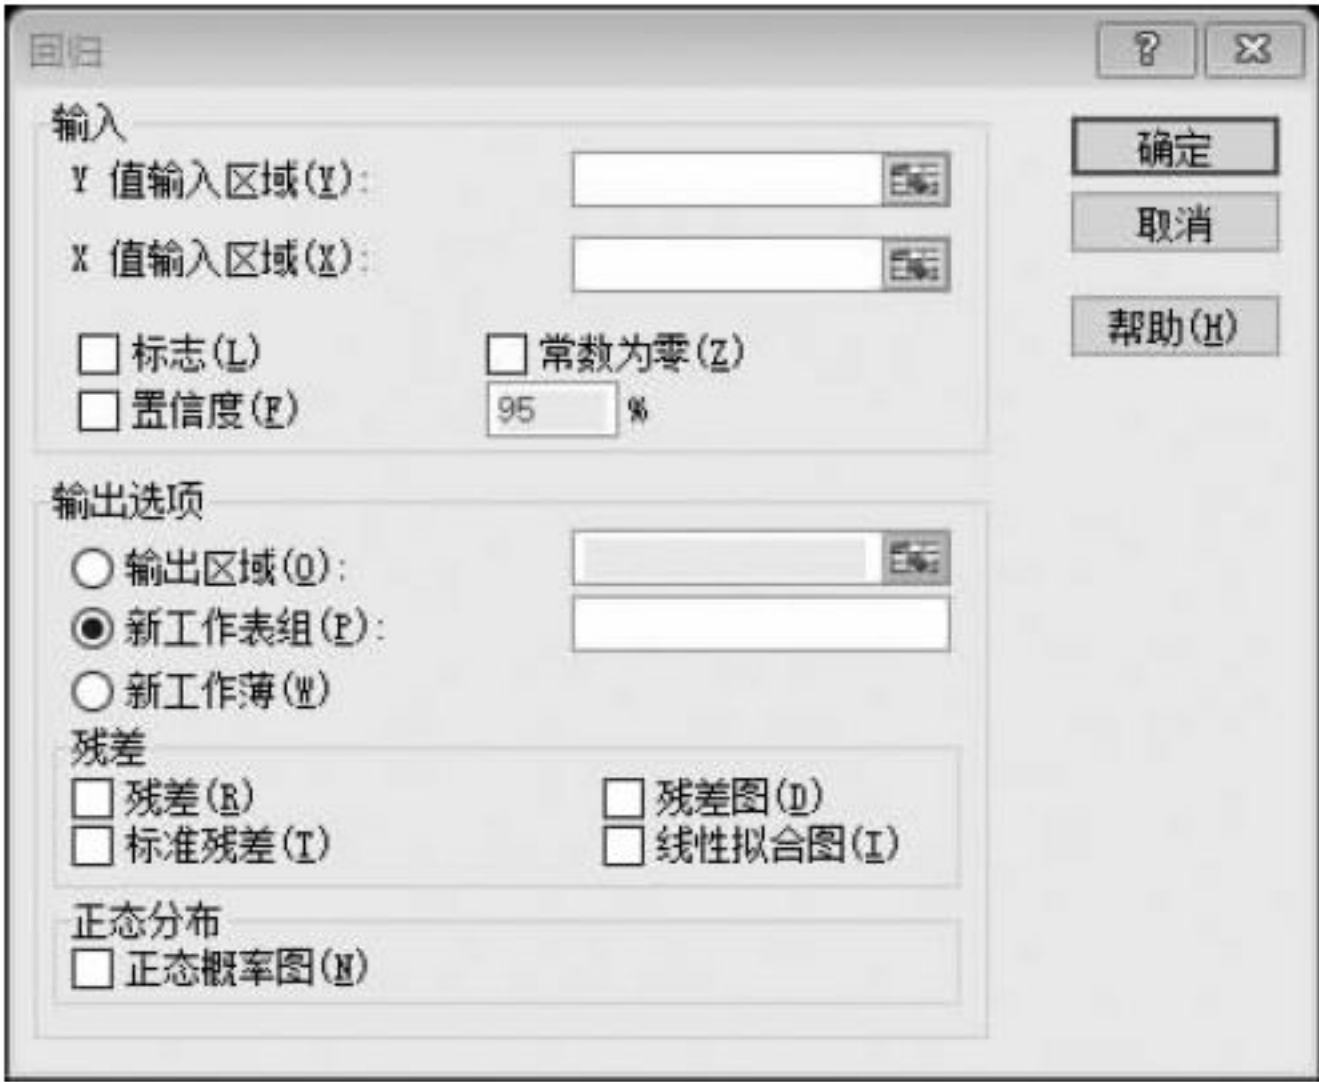 回归
输入
Y 值输入区域(Y):
X 值输入区域(X):
标志(L) 常数为零(Z)
置信度(F) 95 %
确定
取消
帮助(H)
输出选项
输出区域(O):
新工作表组(P):
新工作薄(W)
残差
残差(R) 残差图(D)
标准残差(T) 线性拟合图(I)
正态分布
正态概率图(N)